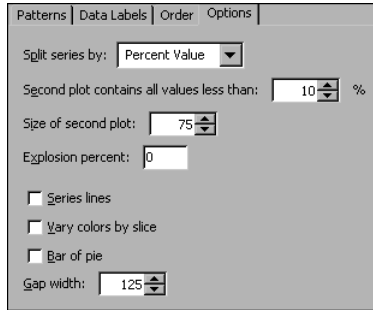 Patterns Data Labels Order Options
Split series by: Percent Value
Second plot contains all values less than: 10 %
Size of second plot: 75
Explosion percent: 0
Series lines
Vary colors by slice
Bar of pie
Gap width: 125